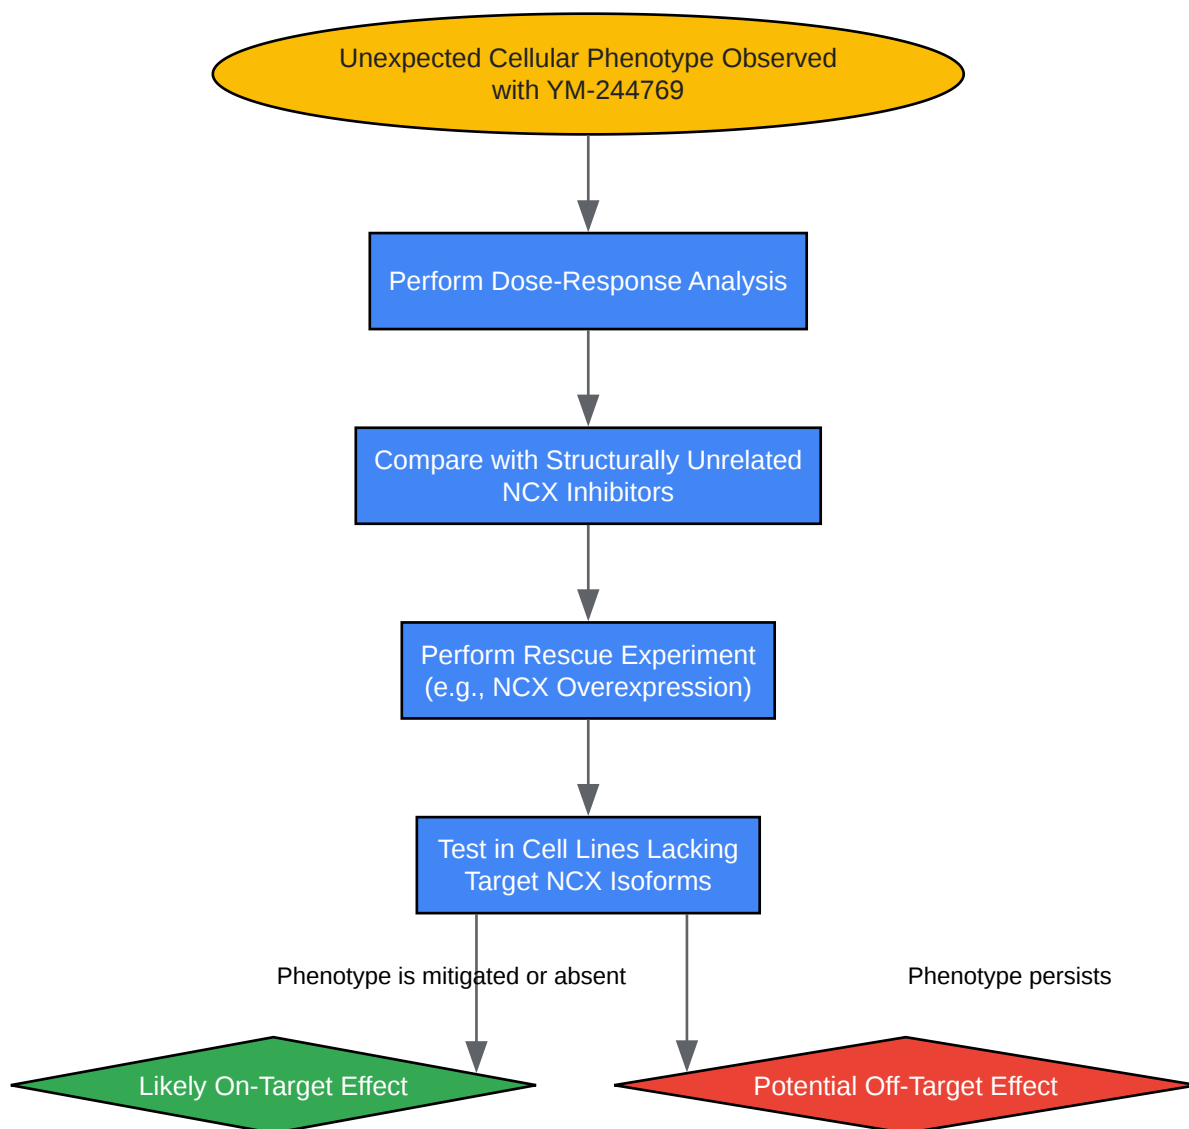 Unexpected Cellular Phenotype Observed
with YM-244769
Perform Dose-Response Analysis
Compare with Structurally Unrelated
NCX Inhibitors
Perform Rescue Experiment
(e.g., NCX Overexpression)
Test in Cell Lines Lacking
Target NCX Isoforms
Phenotype is mitigated or absent
Phenotype persists
Likely On-Target Effect
Potential Off-Target Effect